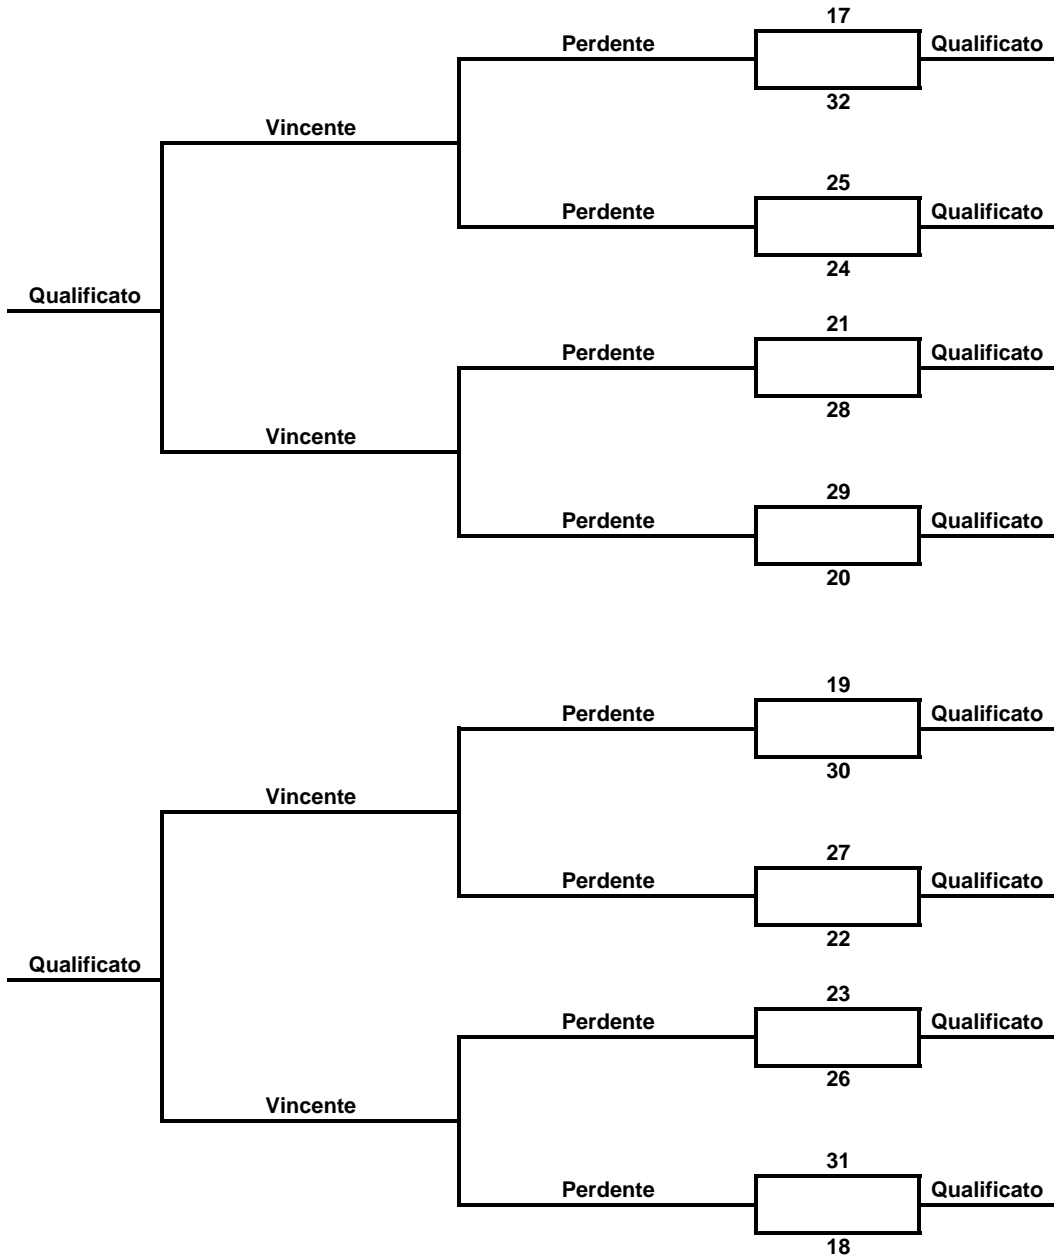 17
Perdente Qualificato
32
Vincente
25
Perdente Qualificato
24
Qualificato
21
Perdente Qualificato
28
Vincente
29
Perdente Qualificato
20
19
Perdente Qualificato
30
Vincente
27
Perdente Qualificato
22
Qualificato
23
Perdente Qualificato
26
Vincente
31
Perdente Qualificato
18